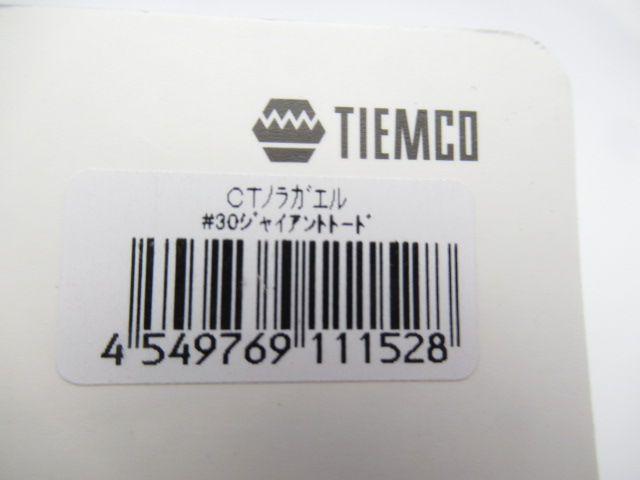 TIEMCO
CTﾉﾗｶﾞｴﾙ
#30ｼﾞｬｲｱﾝﾄﾄｰﾄﾞ
4 549769 111528